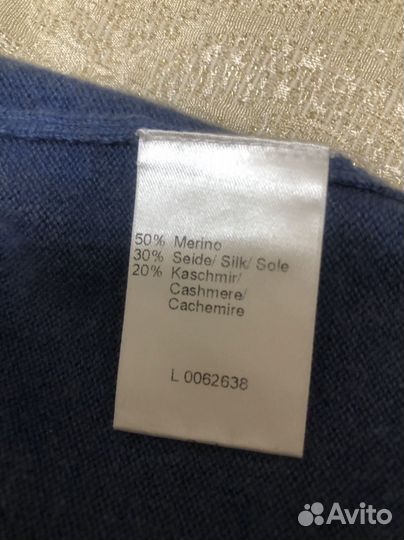 50% Merino
30% Seide/ Silk/ Sole
20% Kaschmir/
Cashmere/
Cachemire
L 0062638
Avito